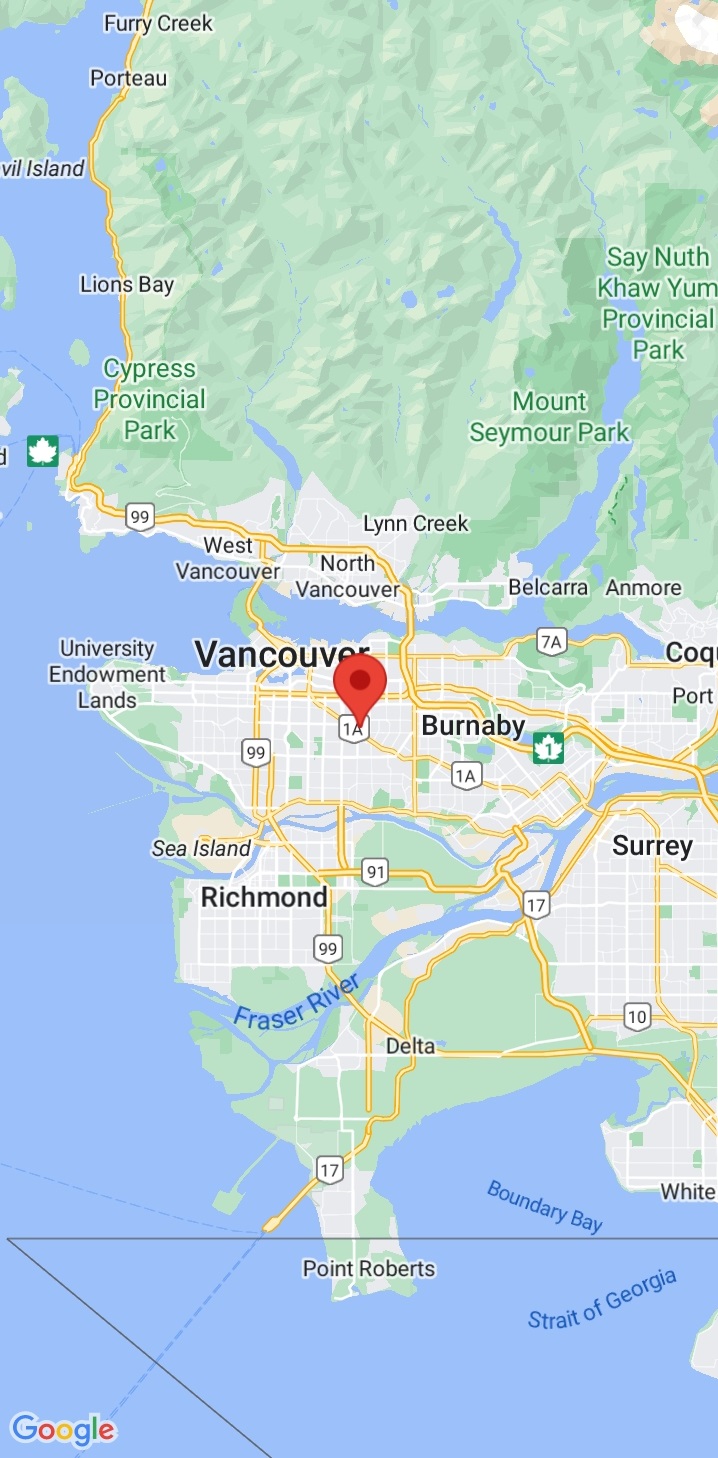 Furry Creek
Porteau
vil Island
Lions Bay
Say Nuth
Khaw Yum
Provincial
Park
Cypress
Provincial
Park
Mount
Seymour Park
d
99
Lynn Creek
West
Vancouver
North
Vancouver
Belcarra
Anmore
University
Endowment
Lands
Vancouver
7A
Coqu
Port
1A
Burnaby
1
99
1A
Sea Island
Surrey
91
Richmond
17
99
Fraser River
10
Delta
17
Boundary Bay
White
Point Roberts
Strait of Georgia
Google